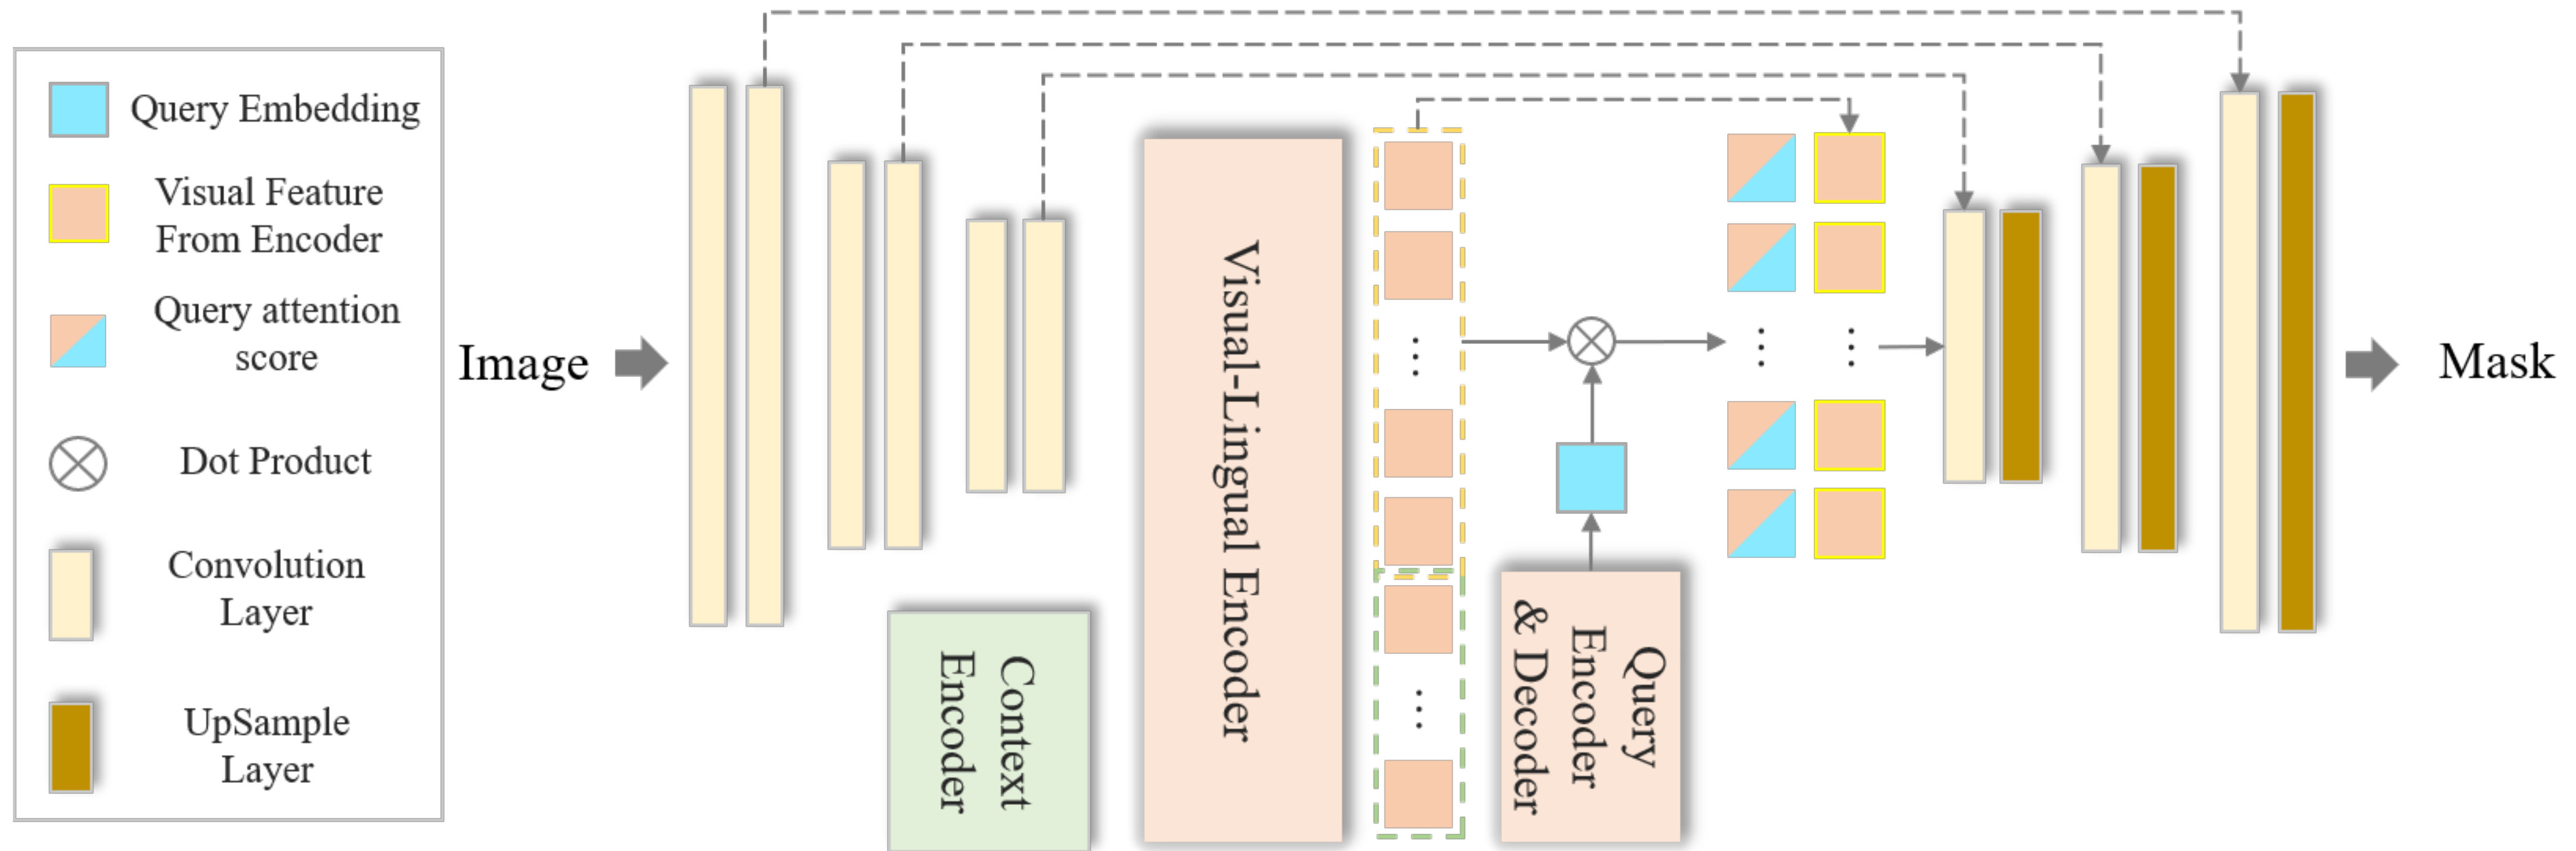 Query Embedding
Visual Feature
From Encoder
Query attention
score
Dot Product
Convolution
Layer
UpSample
Layer
Image
Context
Encoder
Visual-Lingual Encoder
Query
Encoder
& Decoder
Mask